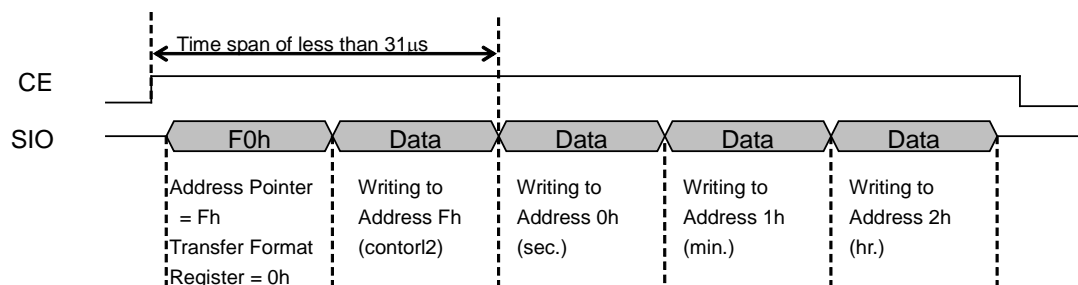 Time span of less than 31μs
CE
SIO
F0h
Data
Data
Data
Data
Address Pointer
= Fh
Transfer Format
Register = 0h
Writing to
Address Fh
(contorl2)
Writing to
Address 0h
(sec.)
Writing to
Address 1h
(min.)
Writing to
Address 2h
(hr.)